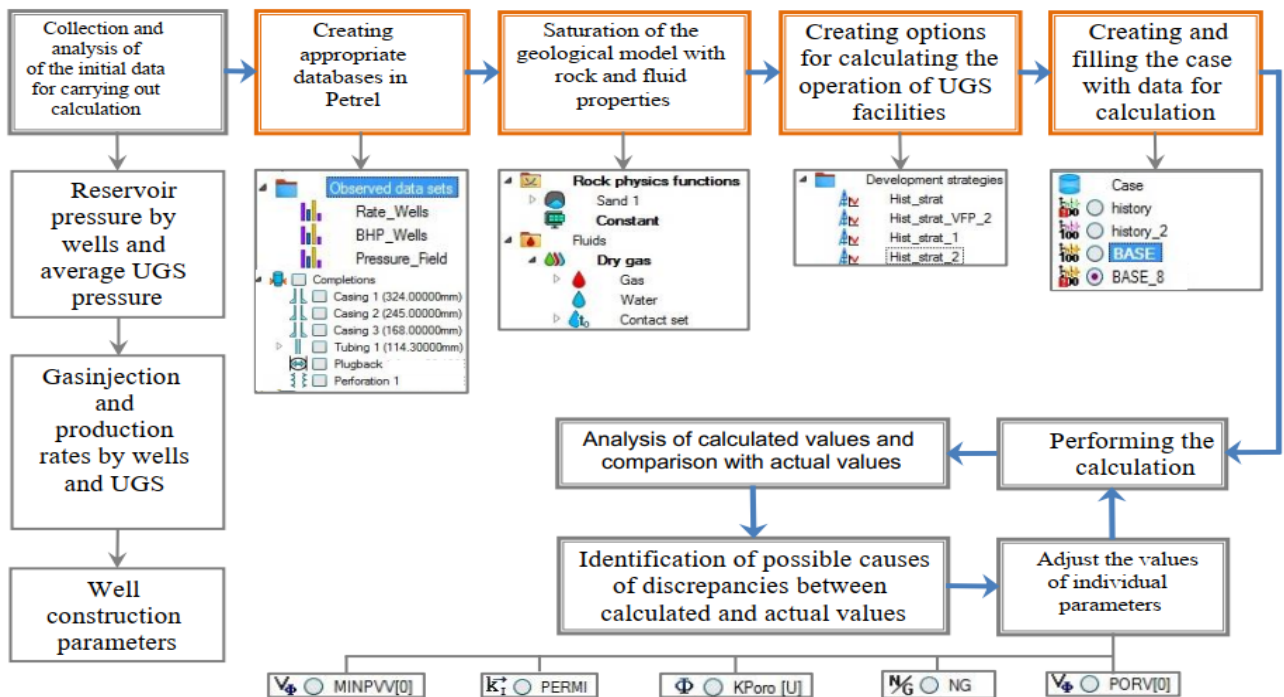 Collection and
analysis of
of the initial data
for carrying out
calculation
Creating
appropriate
databases in
Petrel
Saturation of the
geological model with
rock and fluid
properties
Creating options
for calculating the
operation of UGS
facilities
Creating and
filling the case
with data for
calculation
Reservoir
pressure by
wells and
average UGS
pressure
Gasinjection
and
production
rates by wells
and UGS
Well
construction
parameters
Observed data sets
Rate_Wells
BHP_Wells
Pressure_Field
Completions
Casing 1 (324.00000mm)
Casing 2 (245.00000mm)
Casing 3 (168.00000mm)
Tubing 1 (114.30000mm)
Plugback
Perforation 1
Rock physics functions
Sand 1
Constant
Fluids
Dry gas
Gas
Water
Contact set
Development strategies
Hist_strat
Hist_strat_VFP_2
Hist_strat_1
Hist_strat_2
Case
history
history_2
BASE
BASE_8
Analysis of calculated values and
comparison with actual values
Performing the
calculation
Identification of possible causes
of discrepancies between
calculated and actual values
Adjust the values
of individual
parameters
VΦ MINPVV[0]
kI PERMI
Φ KPoro [U]
N/G NG
VΦ PORV[0]